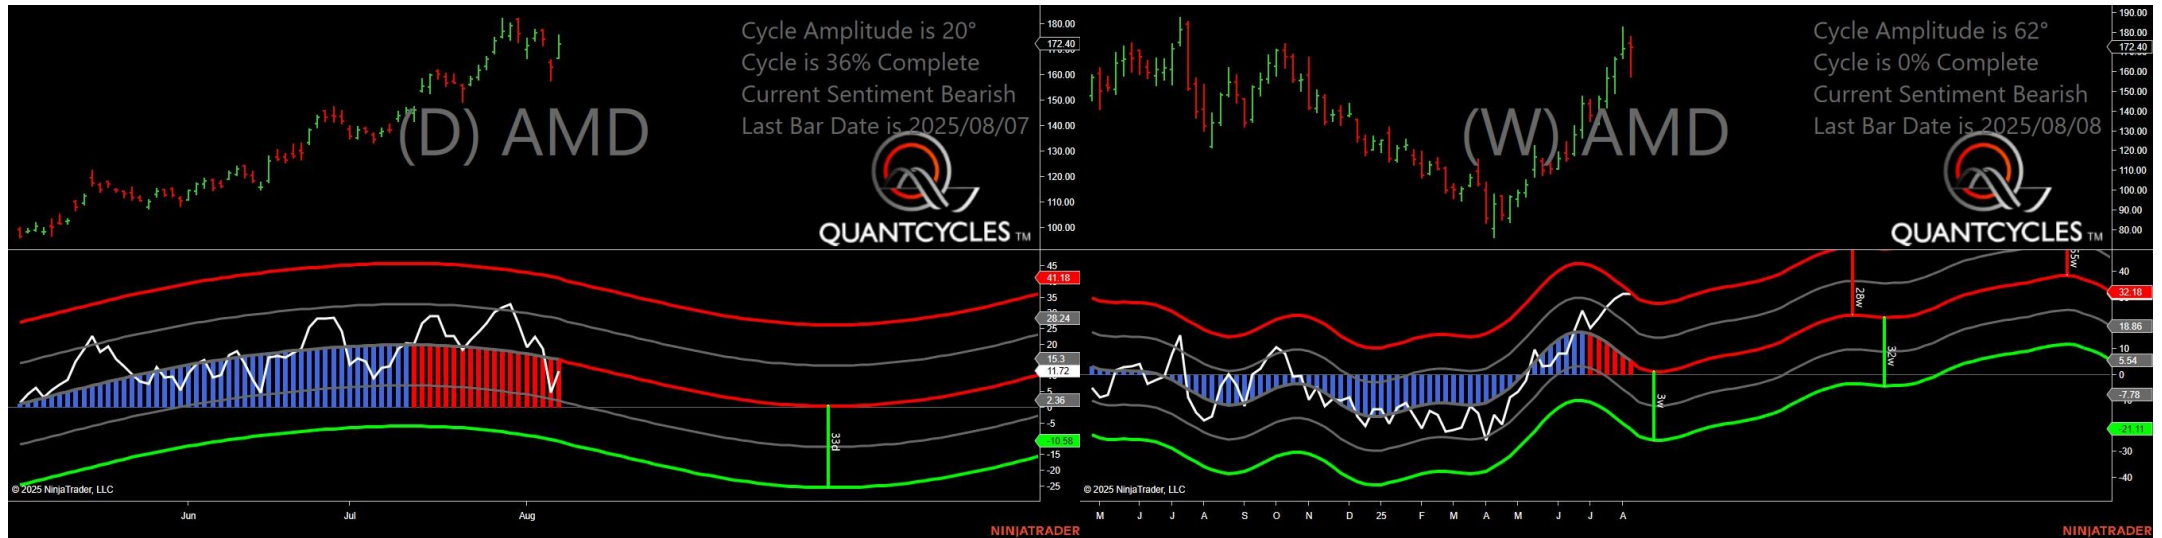 Cycle Amplitude is 20°
Cycle is 36% Complete
Current Sentiment Bearish
Last Bar Date is 2025/08/07
(D) AMD
QUANTCYCLES TM
180.00
172.40
160.00
150.00
140.00
130.00
120.00
110.00
100.00
45
41.18
35
28.24
25
20
15.3
11.72
5
2.36
-5
-10.58
-15
-20
-25
33d
© 2025 NinjaTrader, LLC
Jun Jul Aug
NINJATRADER
Cycle Amplitude is 62°
Cycle is 0% Complete
Current Sentiment Bearish
Last Bar Date is 2025/08/08
(W) AMD
QUANTCYCLES TM
190.00
180.00
172.40
160.00
150.00
140.00
130.00
120.00
110.00
100.00
90.00
80.00
40
32.18
18.86
10
5.54
0
-7.78
-21.11
-30
-40
3w
28w
32w
© 2025 NinjaTrader, LLC
M J J A S O N D 25 F M A M J J A
NINJATRADER